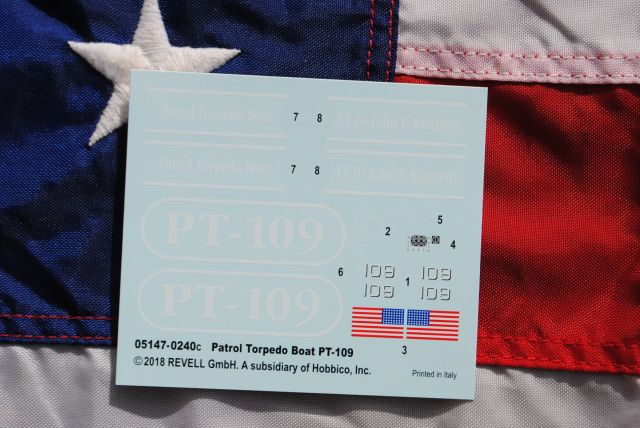 Patrol Torpedo Boat 7 8 LT JG John F. Kennedy
Patrol Torpedo Boat 7 8 LT JG John F. Kennedy
PT-109
5
2
4
6 109 1 109
109 109
PT-109
3
05147-0240c Patrol Torpedo Boat PT-109
©2018 REVELL GmbH. A subsidiary of Hobbico, Inc.
Printed in Italy